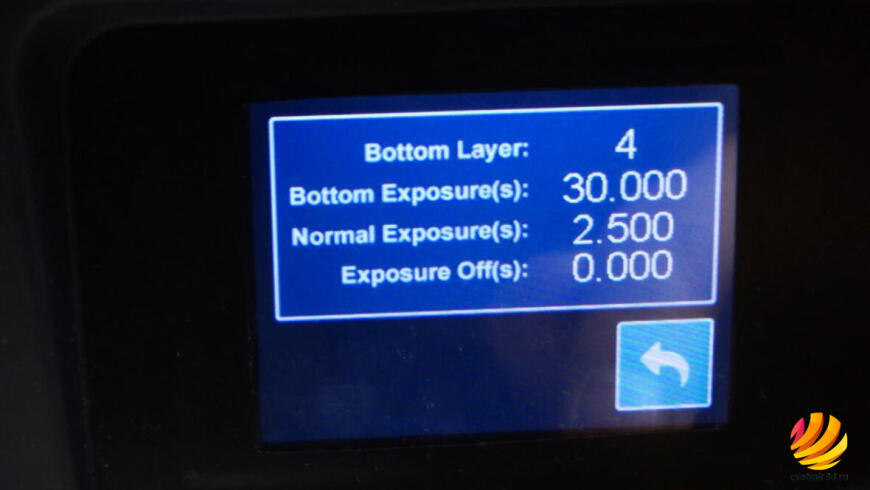 Bottom Layer: 4
Bottom Exposure(s): 30.000
Normal Exposure(s): 2.500
Exposure Off(s): 0.000